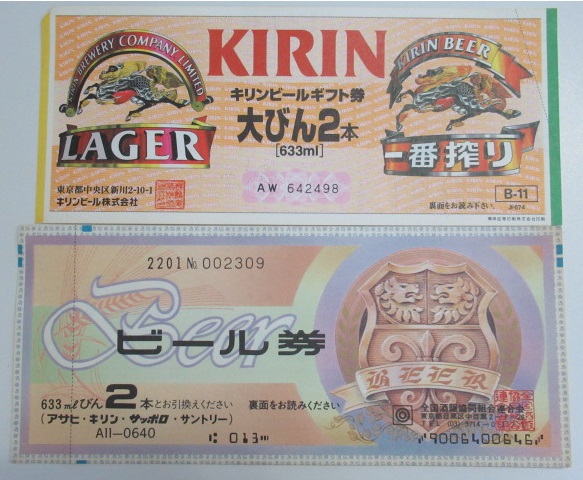 KIRIN BREWERY COMPANY LIMITED
LAGER
KIRIN
キリンビールギフト券
大びん2本
[633ml]
AW 642498
KIRIN BEER
一番搾り
東京都中央区新川2-10-1
キリンビール株式会社
裏面をお読み下さい
B-11
2201 № 002309
Beer
ビール券
BEER
633mlびん2本とお引換えください
裏面をお読みください
(アサヒ・キリン・サッポロ・サントリー)
AII-0640
013
全国酒販協同組合連合会
9006400646